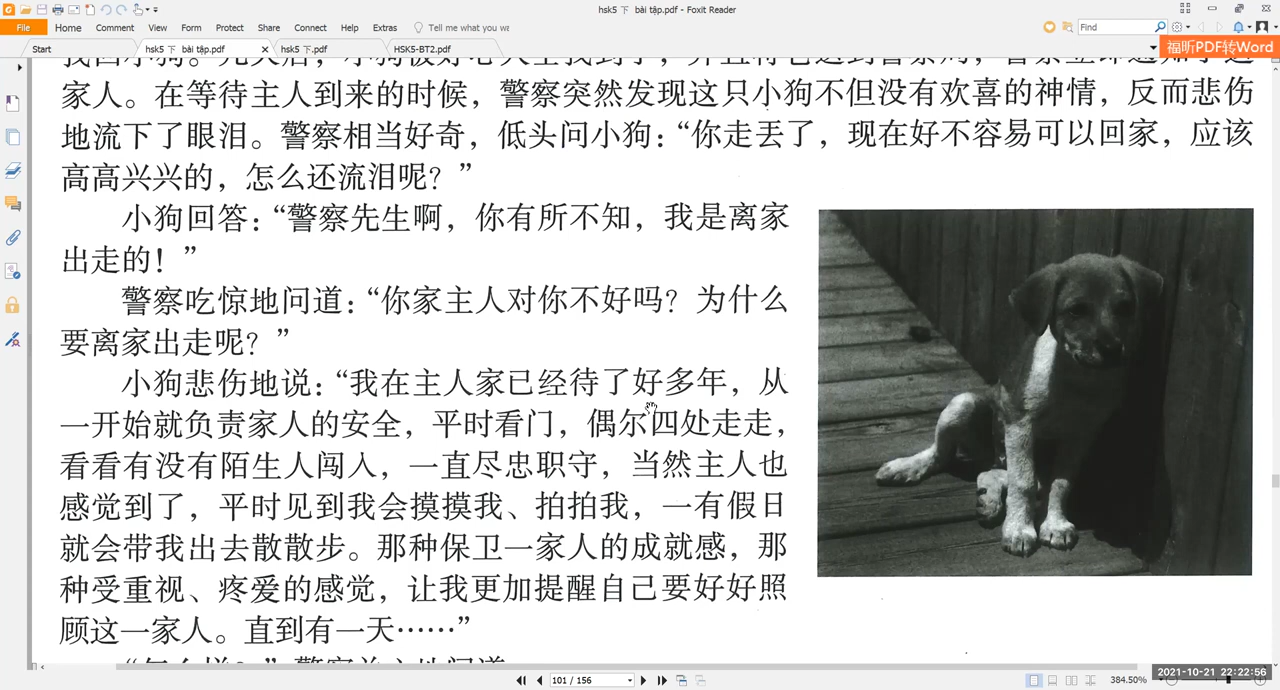 hsk5 下 bài tập.pdf - Foxit Reader
File Home Comment View Form Protect Share Connect Help Extras Tell me what you wa Find
Start hsk5 下 bài tập.pdf hsk5 下.pdf HSK5-BT2.pdf 福昕PDF转Word
家人。在等待主人到来的时候，警察突然发现这只小狗不但没有欢喜的神情，反而悲伤
地流下了眼泪。警察相当好奇，低头问小狗：“你走丢了，现在好不容易可以回家，应该
高高兴兴的，怎么还流泪呢？”
小狗回答：“警察先生啊，你有所不知，我是离家
出走的！”
警察吃惊地问道：“你家主人对你不好吗？为什么
要离家出走呢？”
小狗悲伤地说：“我在主人家已经待了好多年，从
一开始就负责家人的安全，平时看门，偶尔四处走走，
看看有没有陌生人闯入，一直尽忠职守，当然主人也
感觉到了，平时见到我会摸摸我、拍拍我，一有假日
就会带我出去散散步。那种保卫一家人的成就感，那
种受重视、疼爱的感觉，让我更加提醒自己要好好照
顾这一家人。直到有一天……”
101 / 156 2021-10-21 22:22:56 384.50%